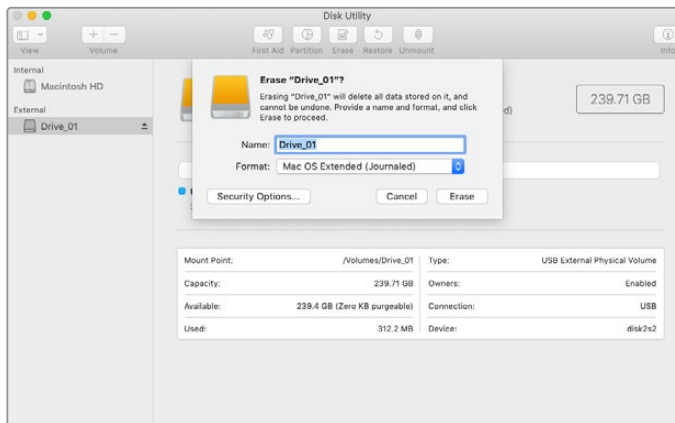 Disk Utility
View
Volume
First Aid Partition Erase Restore Unmount
Info
Internal
Macintosh HD
External
Drive_01
Erase "Drive_01"?
Erasing "Drive_01" will delete all data stored on it, and
cannot be undone. Provide a name and format, and click
Erase to proceed.
d)
239.71 GB
Name: Drive_01
Format: Mac OS Extended (Journaled)
Security Options...
Cancel
Erase
Mount Point: /Volumes/Drive_01 Type: USB External Physical Volume
Capacity: 239.71 GB Owners: Enabled
Available: 239.4 GB (Zero KB purgeable) Connection: USB
Used: 312.2 MB Device: disk2s2